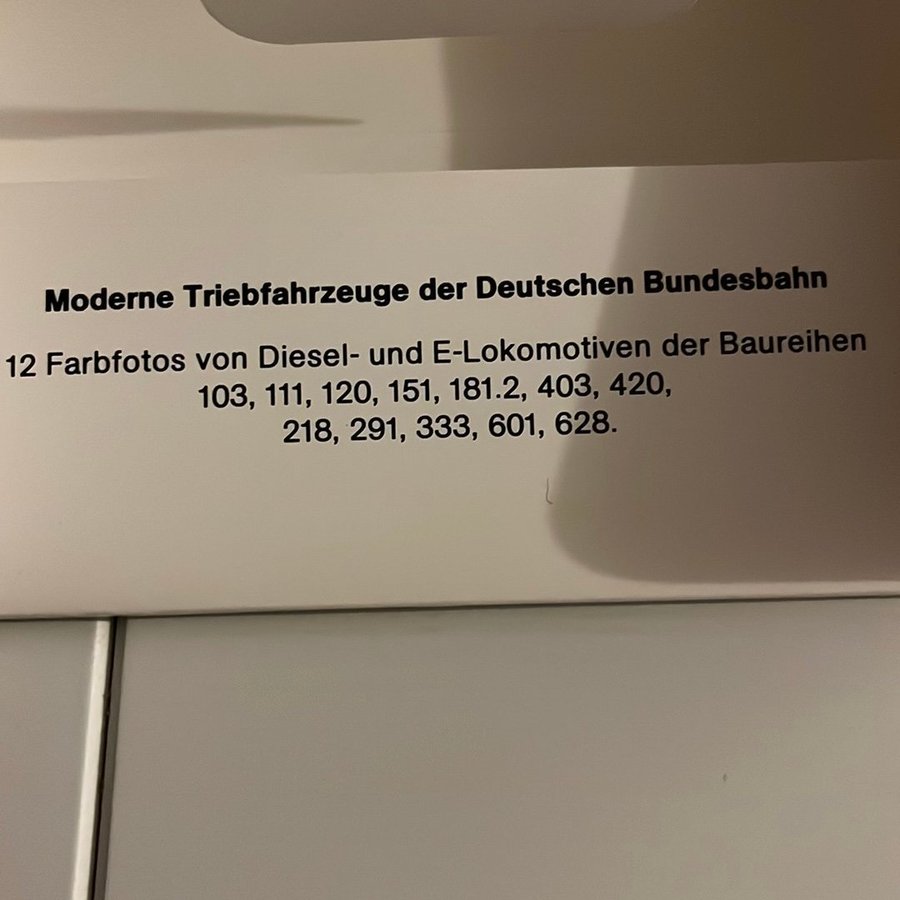 Moderne Triebfahrzeuge der Deutschen Bundesbahn
12 Farbfotos von Diesel- und E-Lokomotiven der Baureihen
103, 111, 120, 151, 181.2, 403, 420,
218, 291, 333, 601, 628.